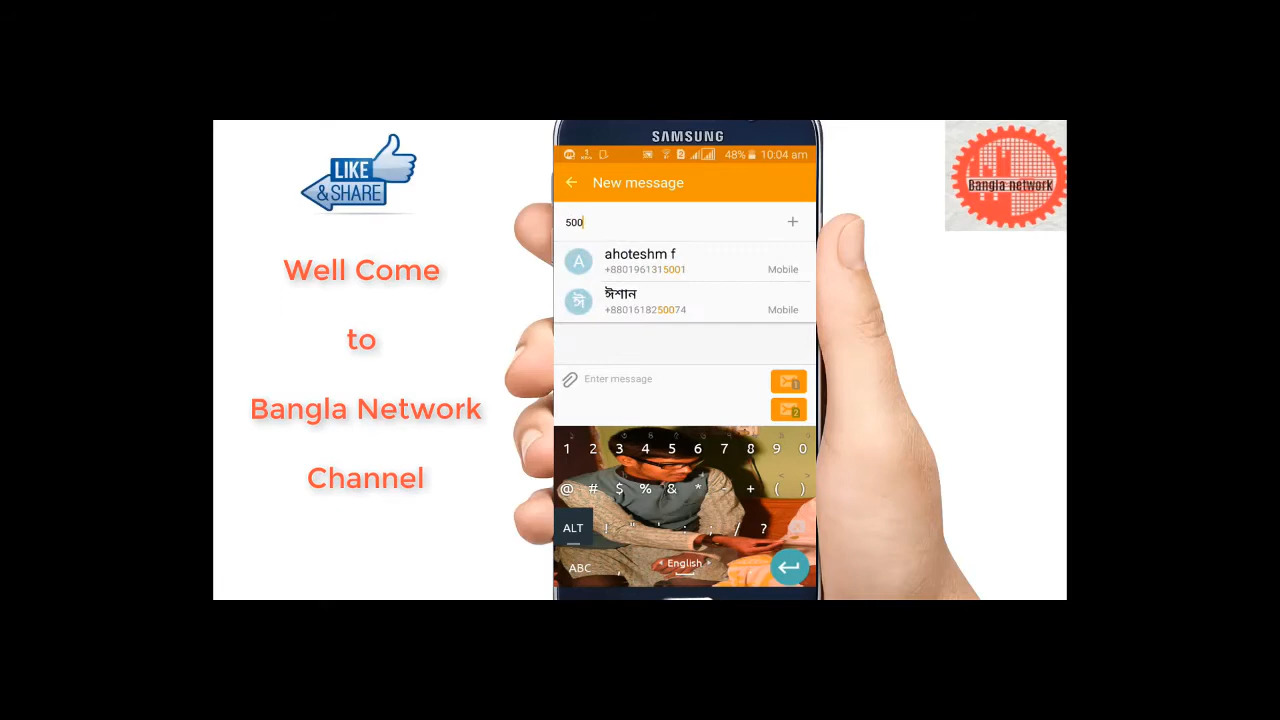 LIKE
& SHARE
Well Come
to
Bangla Network
Channel
SAMSUNG
48% 10:04 am
New message
500
+
A
ahoteshm f
+8801961315001 Mobile
ঈ
ঈশান
+8801618250074 Mobile
Enter message
1
2
1 2 3 4 5 6 7 8 9 0
@ # $ % & * - + ( )
ALT ! " ' : ; / ?
ABC , English
Bangla network